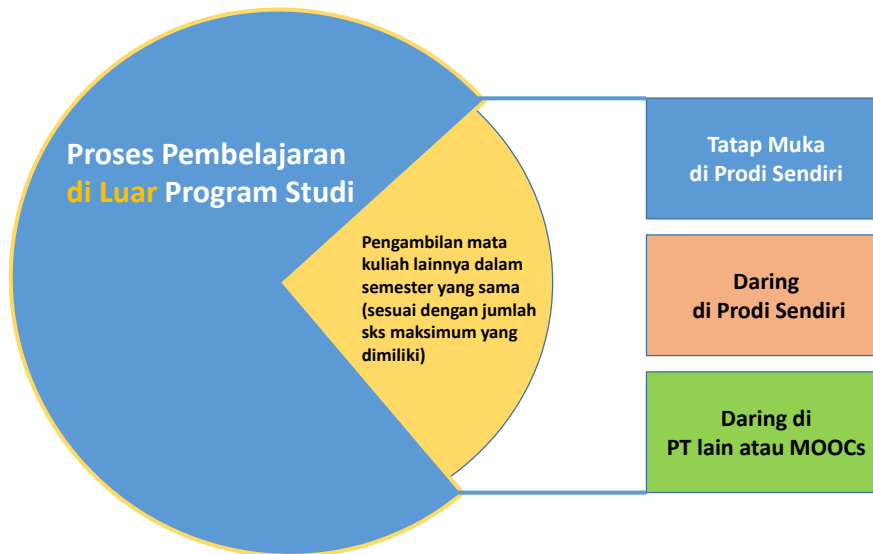 Proses Pembelajaran
di Luar Program Studi
Pengambilan mata
kuliah lainnya dalam
semester yang sama
(sesuai dengan jumlah
sks maksimum yang
dimiliki)
Tatap Muka
di Prodi Sendiri
Daring
di Prodi Sendiri
Daring di
PT lain atau MOOCs